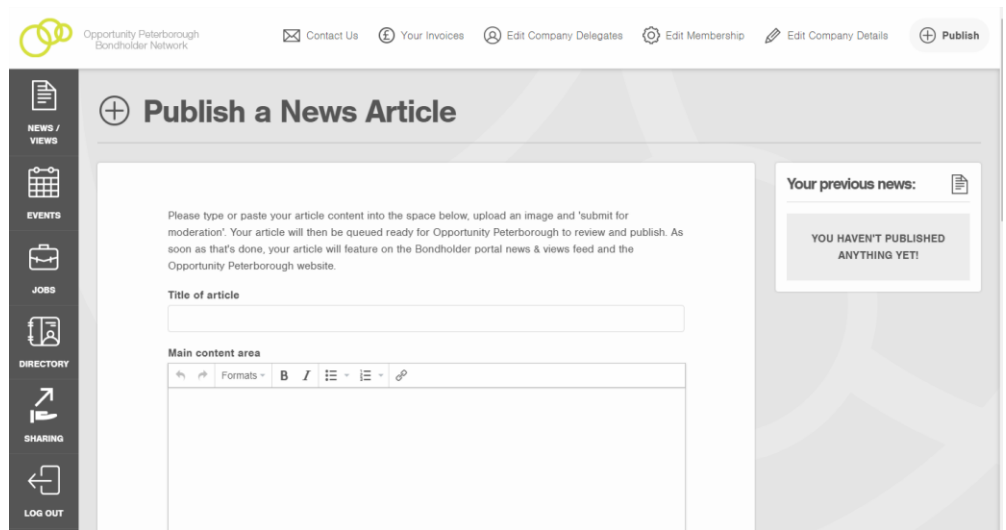 Opportunity Peterborough
Bondholder Network
Contact Us
Your Invoices
Edit Company Delegates
Edit Membership
Edit Company Details
Publish
NEWS /
VIEWS
EVENTS
JOBS
DIRECTORY
SHARING
LOG OUT
Publish a News Article
Please type or paste your article content into the space below, upload an image and 'submit for
moderation'. Your article will then be queued ready for Opportunity Peterborough to review and publish. As
soon as that's done, your article will feature on the Bondholder portal news & views feed and the
Opportunity Peterborough website.
Title of article
Main content area
Formats
B I
Your previous news:
YOU HAVEN'T PUBLISHED
ANYTHING YET!